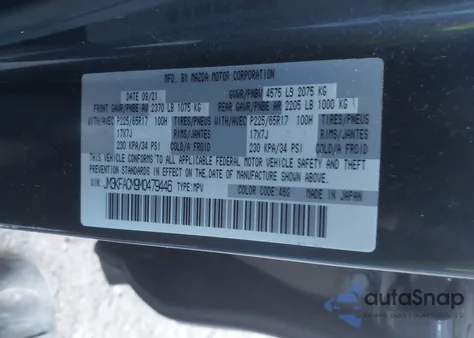 MFD. BY MAZDA MOTOR CORPORATION
DATE 09/21 GVWR/PNBV 4575 LB 2075 KG
FRONT GAWR/PNBE AV 2370 LB 1075 KG REAR GAWR/PNBE AR 2205 LB 1000 KG
WITH/AVEC P225/65R17 100H TIRES/PNEUS WITH/AVEC P225/65R17 100H TIRES/PNEUS
17X7J RIMS/JANTES 17X7J RIMS/JANTES
230 KPA/34 PSI COLD/A FROID 230 KPA/34 PSI COLD/A FROID
THIS VEHICLE CONFORMS TO ALL APPLICABLE FEDERAL MOTOR VEHICLE SAFETY, BUMPER, AND THEFT
PREVENTION STANDARDS IN EFFECT ON THE DATE OF MANUFACTURE SHOWN ABOVE.
VIN: TYPE:MPV COLOR CODE: 46G MADE IN JAPAN
autoSnap